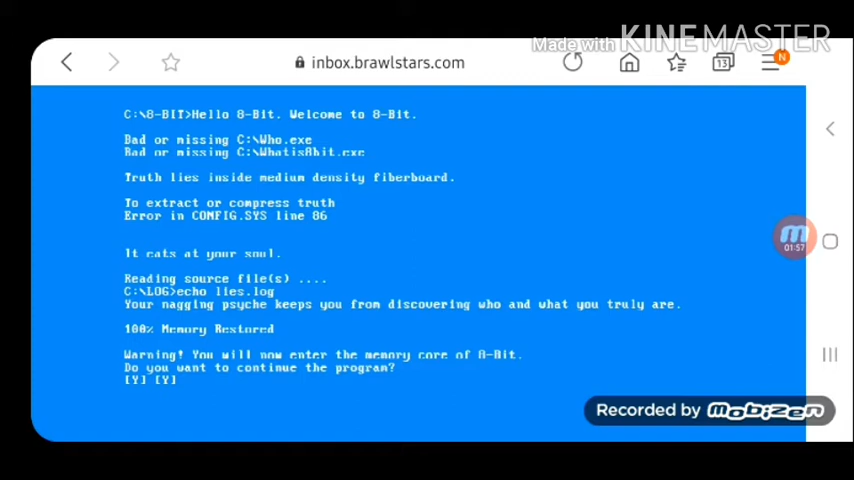 Made with KINEMASTER
inbox.brawlstars.com
13
N
C:\8-BIT>Hello 8-Bit. Welcome to 8-Bit.
Bad or missing C:\Who.exe
Bad or missing C:\Whatis8bit.exe
Truth lies inside medium density fiberboard.
To extract or compress truth
Error in CONFIG.SYS line 86
It eats at your soul.
Reading source file(s) ....
C:\LOG>echo lies.log
Your nagging psyche keeps you from discovering who and what you truly are.
100% Memory Restored
Warning! You will now enter the memory core of 8-Bit.
Do you want to continue the program?
[Y] [Y]
01:57
Recorded by Mobizen